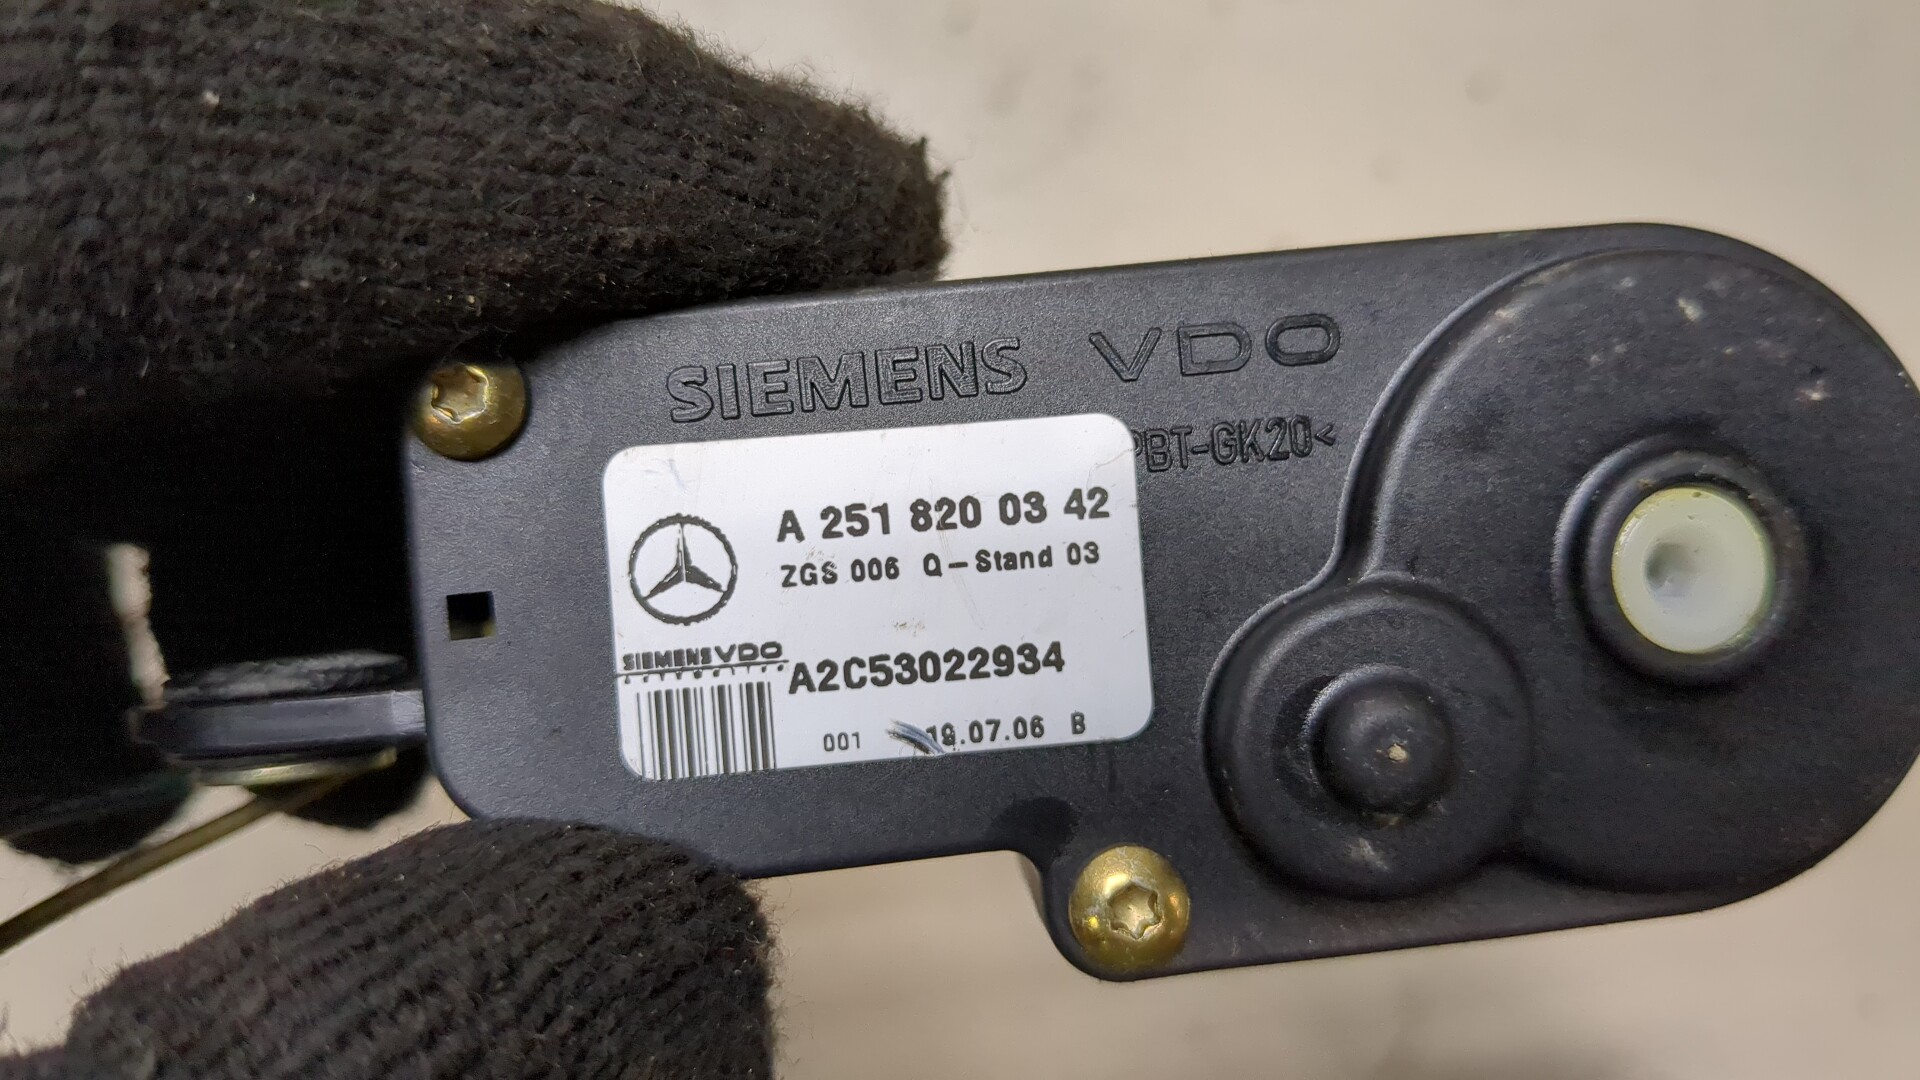 SIEMENS VDO
PBT-GK20<
A 251 820 03 42
ZGS 006 Q-Stand 03
SIEMENS VDO
A2C53022934
001 19.07.06 B